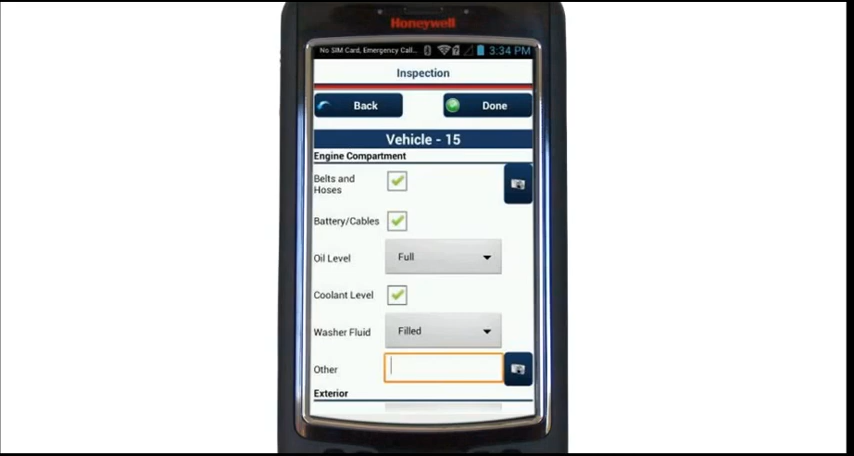 Honeywell
No SIM Card, Emergency Call.. 3:34 PM
Inspection
Back Done
Vehicle - 15
Engine Compartment
Belts and
Hoses
Battery/Cables
Oil Level Full
Coolant Level
Washer Fluid Filled
Other
Exterior